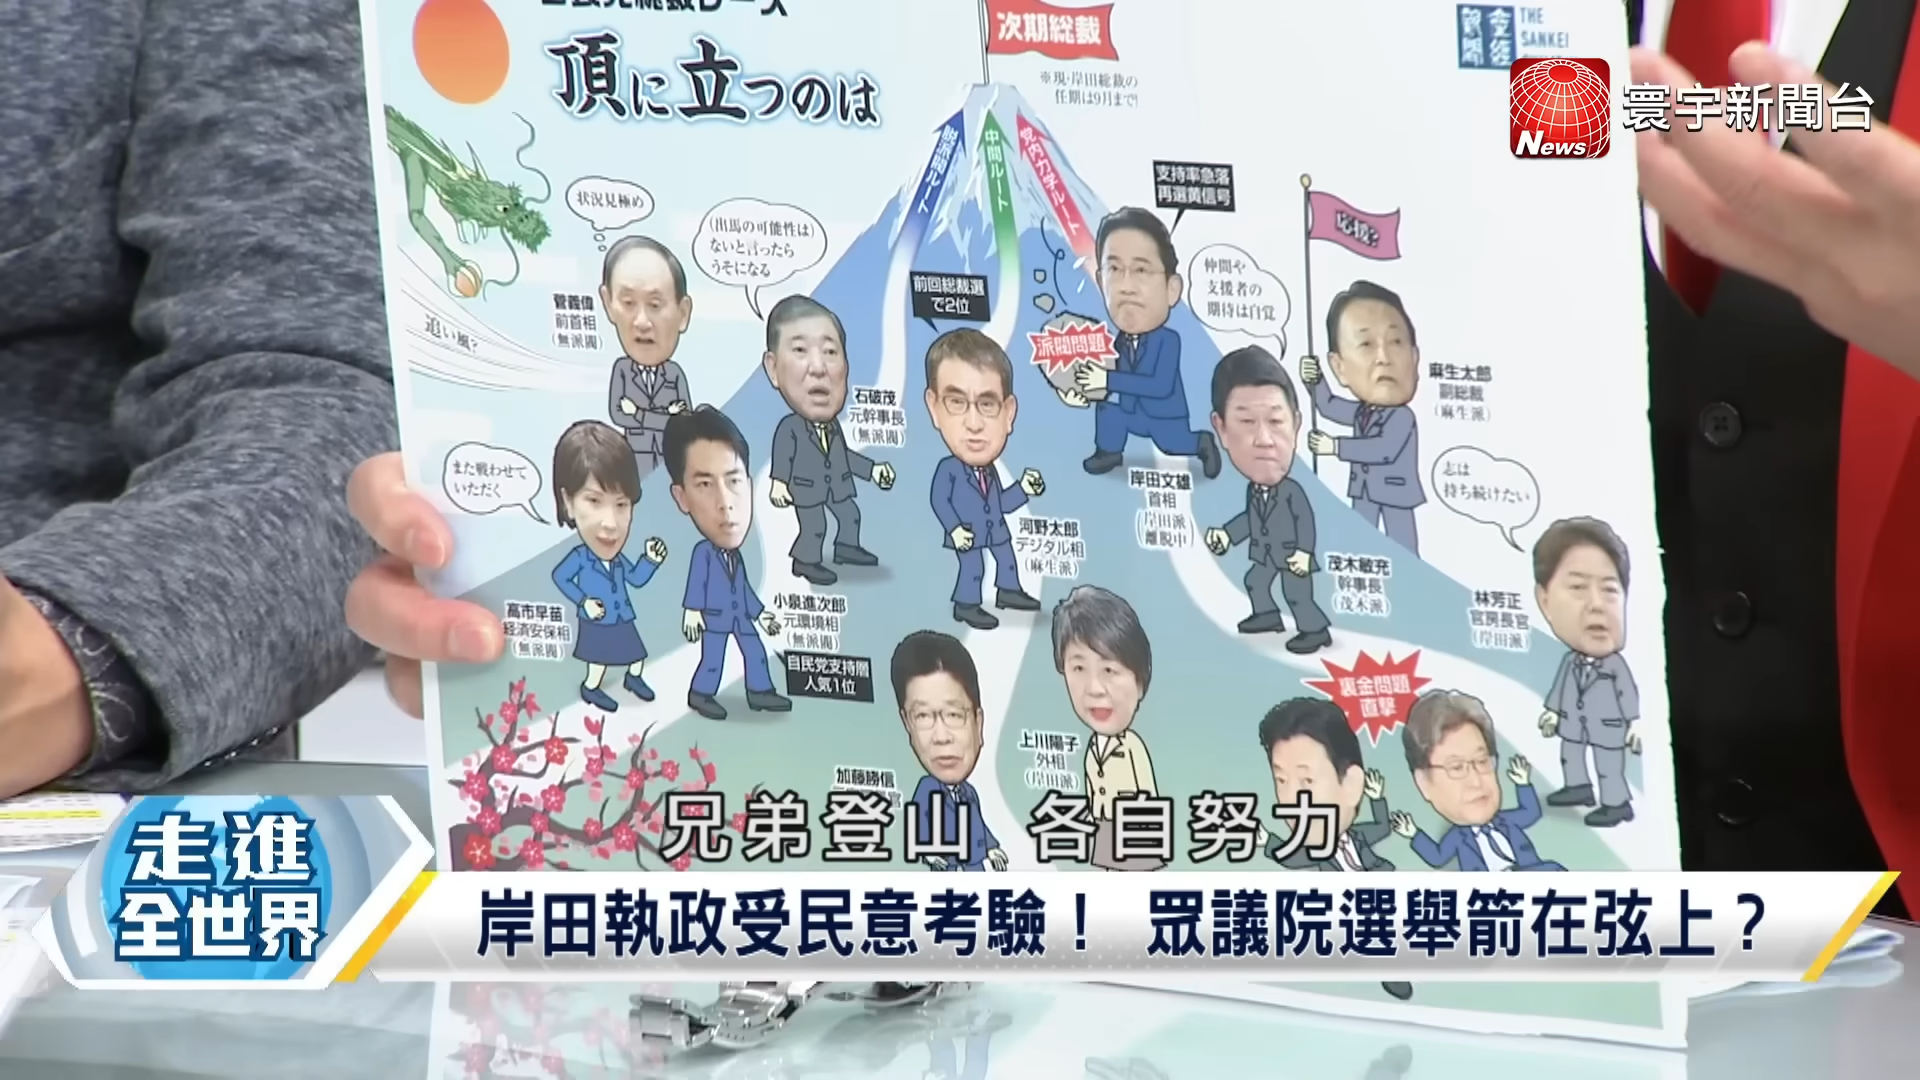 頂に立つのは
次期総裁
※現・岸田総裁の
任期は9月まで!
産経
新聞
THE
SANKEI
News
寰宇新聞台
脱派閥ルート
中間ルート
党内力学ルート
支持率急落
再選黄信号
応援?
状況見極め
(出馬の可能性は)
ないと言ったら
うそになる
前回総裁選
で2位
仲間や
支援者の
期待は自覚
菅義偉
前首相
(無派閥)
追い風?
派閥問題
麻生太郎
副総裁
(麻生派)
石破茂
元幹事長
(無派閥)
また戦わせて
いただく
志は
持ち続けたい
岸田文雄
首相
(岸田派
離脱中)
河野太郎
デジタル相
(麻生派)
茂木敏充
幹事長
(茂木派)
高市早苗
経済安保相
(無派閥)
小泉進次郎
元環境相
(無派閥)
自民党支持層
人気1位
林芳正
官房長官
(岸田派)
裏金問題
直撃
上川陽子
外相
(岸田派)
加藤勝信
兄弟登山 各自努力
走進
全世界
岸田執政受民意考驗! 眾議院選舉箭在弦上?